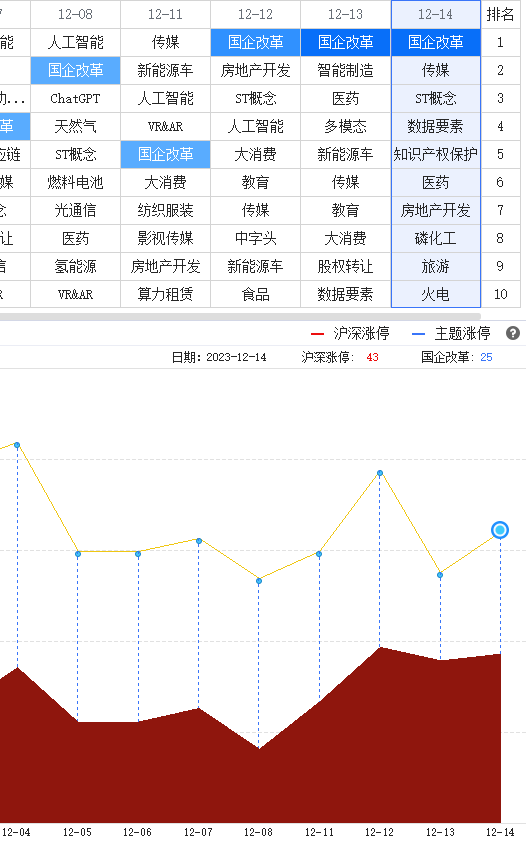 7 12-08 12-11 12-12 12-13 12-14 排名
能 人工智能 传媒 国企改革 国企改革 国企改革 1
国企改革 新能源车 房地产开发 智能制造 传媒 2
... ChatGPT 人工智能 ST概念 医药 ST概念 3
革 天然气 VR&AR 人工智能 多模态 数据要素 4
应链 ST概念 国企改革 大消费 新能源车 知识产权保护 5
媒 燃料电池 大消费 教育 传媒 医药 6
念 光通信 纺织服装 传媒 教育 房地产开发 7
让 医药 影视传媒 中字头 大消费 磷化工 8
信 氢能源 房地产开发 新能源车 股权转让 旅游 9
R VR&AR 算力租赁 食品 数据要素 火电 10
沪深涨停 主题涨停 ?
日期: 2023-12-14 沪深涨停: 43 国企改革: 25
12-04 12-05 12-06 12-07 12-08 12-11 12-12 12-13 12-14